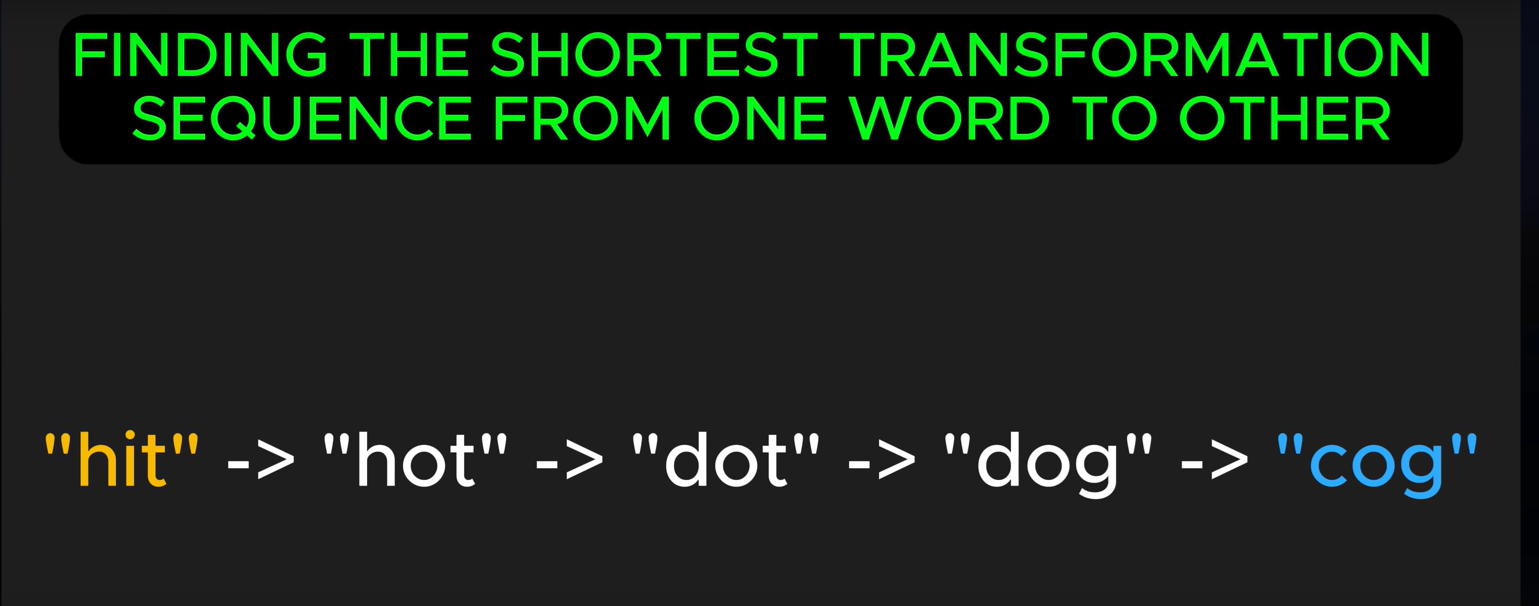 FINDING THE SHORTEST TRANSFORMATION
SEQUENCE FROM ONE WORD TO OTHER
"hit" -> "hot" -> "dot" -> "dog" -> "cog"